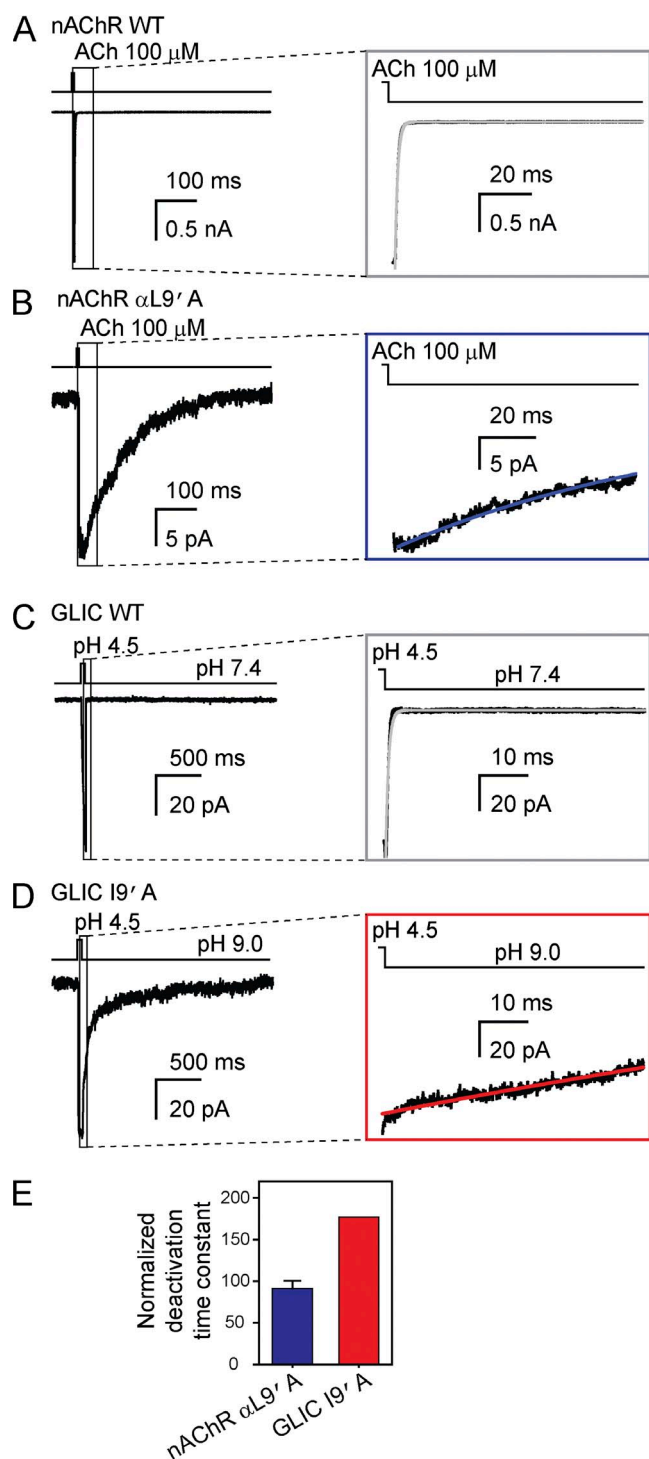 A
nAChR WT
ACh 100 μM
100 ms
0.5 nA
ACh 100 μM
20 ms
0.5 nA
B
nAChR αL9′ A
ACh 100 μM
100 ms
5 pA
ACh 100 μM
20 ms
5 pA
C
GLIC WT
pH 4.5
pH 7.4
500 ms
20 pA
pH 4.5
pH 7.4
10 ms
20 pA
D
GLIC I9′ A
pH 4.5
pH 9.0
500 ms
20 pA
pH 4.5
pH 9.0
10 ms
20 pA
E
Normalized
deactivation
time constant
200
150
100
50
0
nAChR αL9′ A
GLIC I9′ A